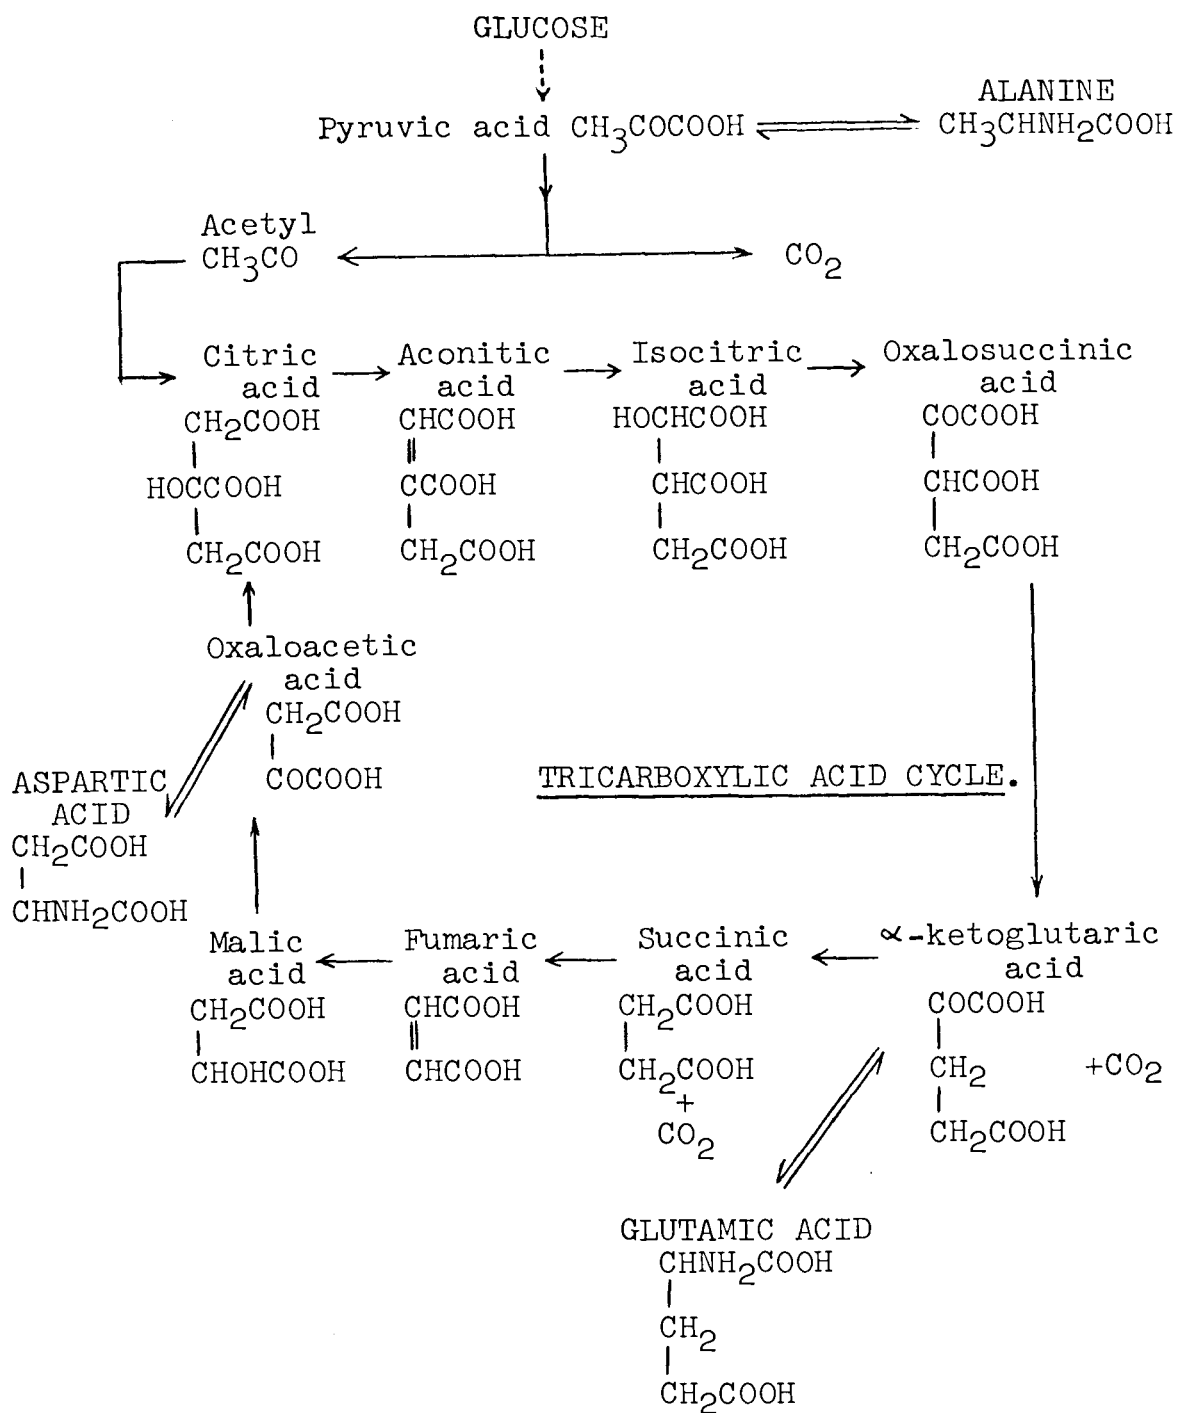 GLUCOSE
ALANINE
Pyruvic acid CH3COCOOH CH3CHNH2COOH
Acetyl
CH3CO CO2
Citric acid
CH2COOH
HOCCOOH
CH2COOH
Aconitic acid
CHCOOH
CCOOH
CH2COOH
Isocitric acid
HOCHCOOH
CHCOOH
CH2COOH
Oxalosuccinic acid
COCOOH
CHCOOH
CH2COOH
Oxaloacetic acid
CH2COOH
COCOOH
ASPARTIC ACID
CH2COOH
CHNH2COOH
TRICARBOXYLIC ACID CYCLE.
Malic acid
CH2COOH
CHOHCOOH
Fumaric acid
CHCOOH
CHCOOH
Succinic acid
CH2COOH
CH2COOH
+
CO2
α-ketoglutaric acid
COCOOH
CH2 +CO2
CH2COOH
GLUTAMIC ACID
CHNH2COOH
CH2
CH2COOH